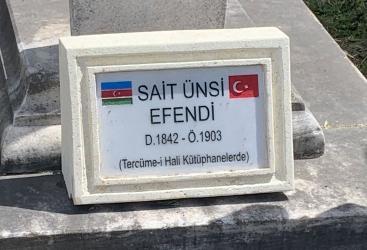 SAİT ÜNSİ
EFENDİ
D.1842 - Ö.1903
(Tercüme-i Hali Kütüphanelerde)